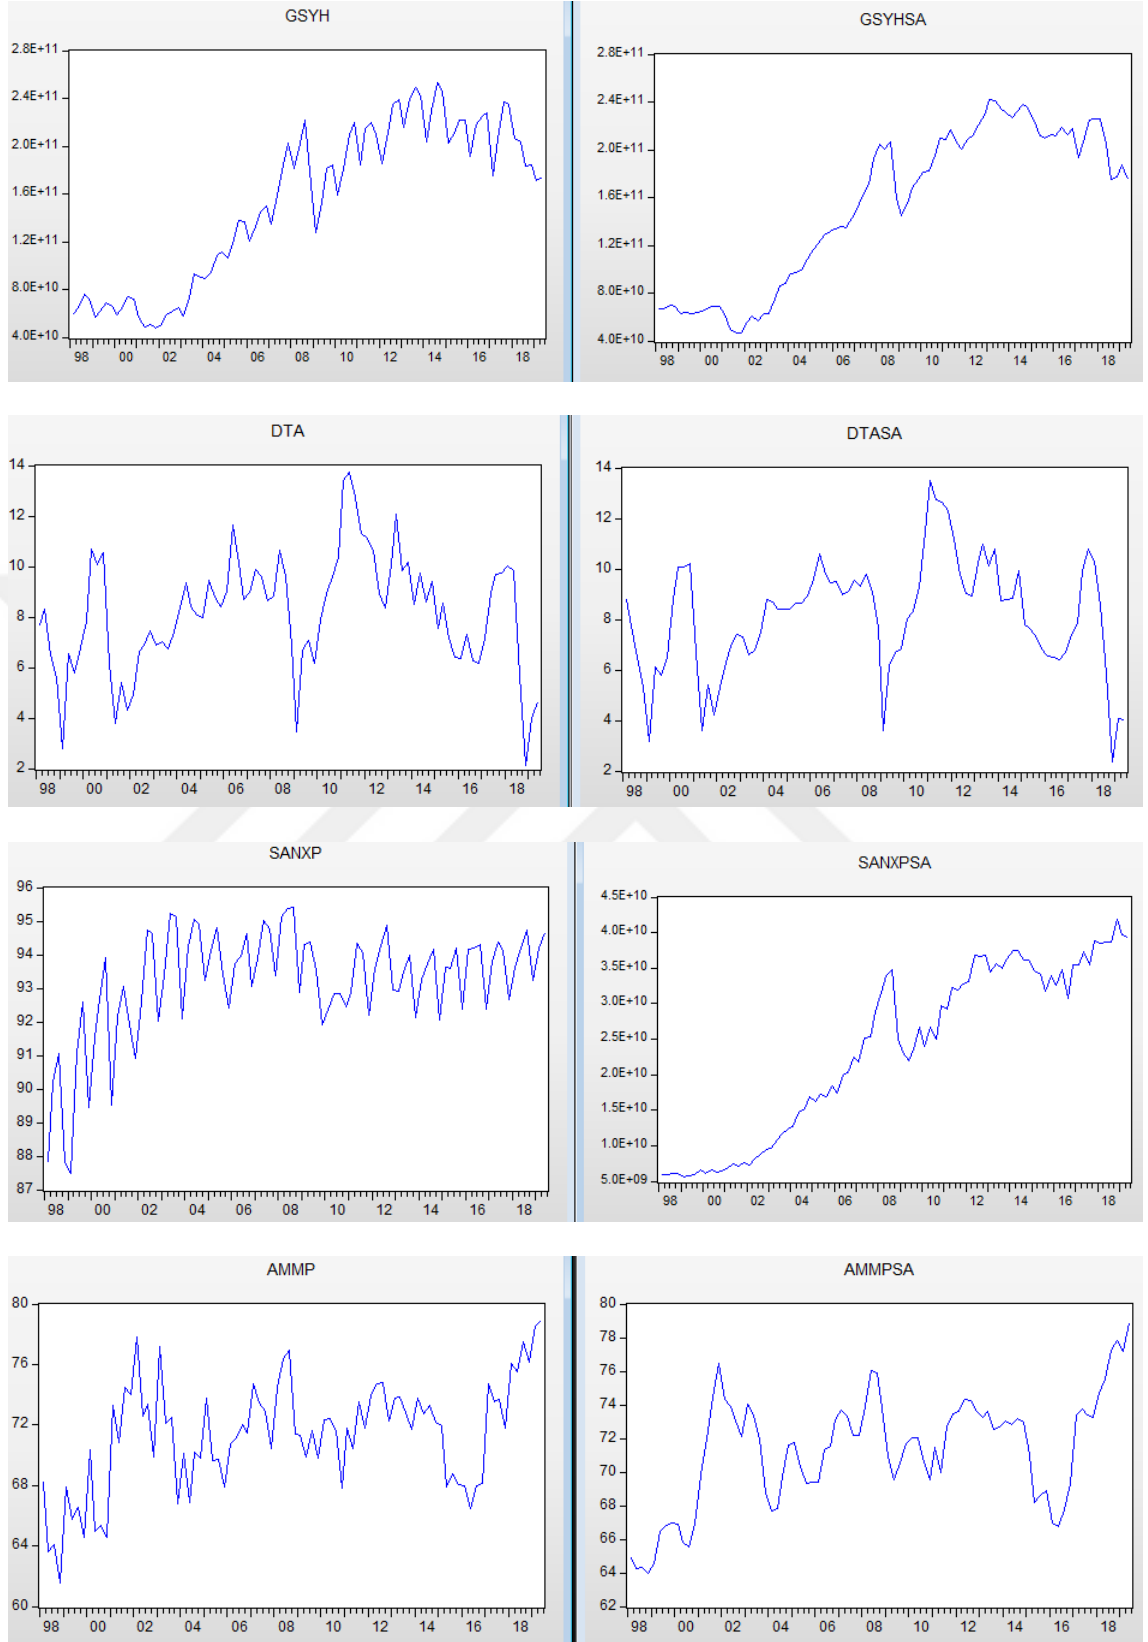 GSYH
2.8E+11
2.4E+11
2.0E+11
1.6E+11
1.2E+11
8.0E+10
4.0E+10
98 00 02 04 06 08 10 12 14 16 18
GSYHSA
2.8E+11
2.4E+11
2.0E+11
1.6E+11
1.2E+11
8.0E+10
4.0E+10
98 00 02 04 06 08 10 12 14 16 18
DTA
14
12
10
8
6
4
2
98 00 02 04 06 08 10 12 14 16 18
DTASA
14
12
10
8
6
4
2
98 00 02 04 06 08 10 12 14 16 18
SANXP
96
95
94
93
92
91
90
89
88
87
98 00 02 04 06 08 10 12 14 16 18
SANXPSA
4.5E+10
4.0E+10
3.5E+10
3.0E+10
2.5E+10
2.0E+10
1.5E+10
1.0E+10
5.0E+09
98 00 02 04 06 08 10 12 14 16 18
AMMP
80
76
72
68
64
60
98 00 02 04 06 08 10 12 14 16 18
AMMPSA
80
78
76
74
72
70
68
66
64
62
98 00 02 04 06 08 10 12 14 16 18